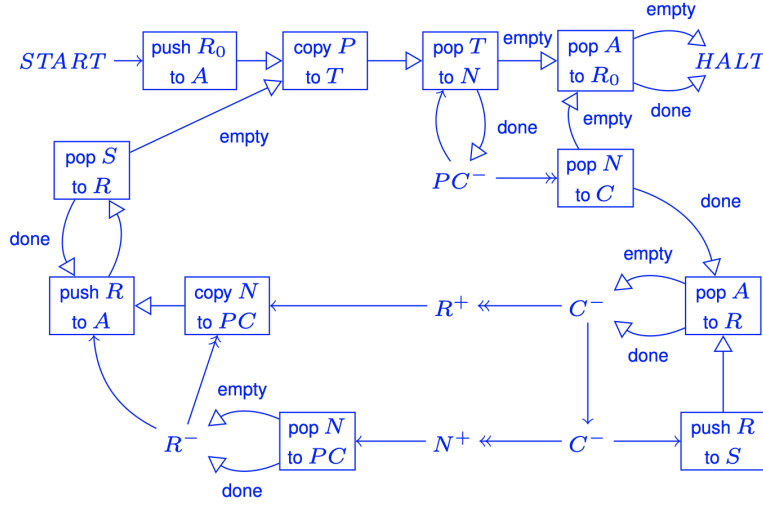 START
push R₀
to A
copy P
to T
pop T
to N
empty
pop A
to R₀
empty
done
HALT
empty
done
empty
PC⁻
pop N
to C
done
pop S
to R
done
push R
to A
copy N
to PC
R⁺
C⁻
empty
done
pop A
to R
empty
done
R⁻
pop N
to PC
N⁺
C⁻
push R
to S